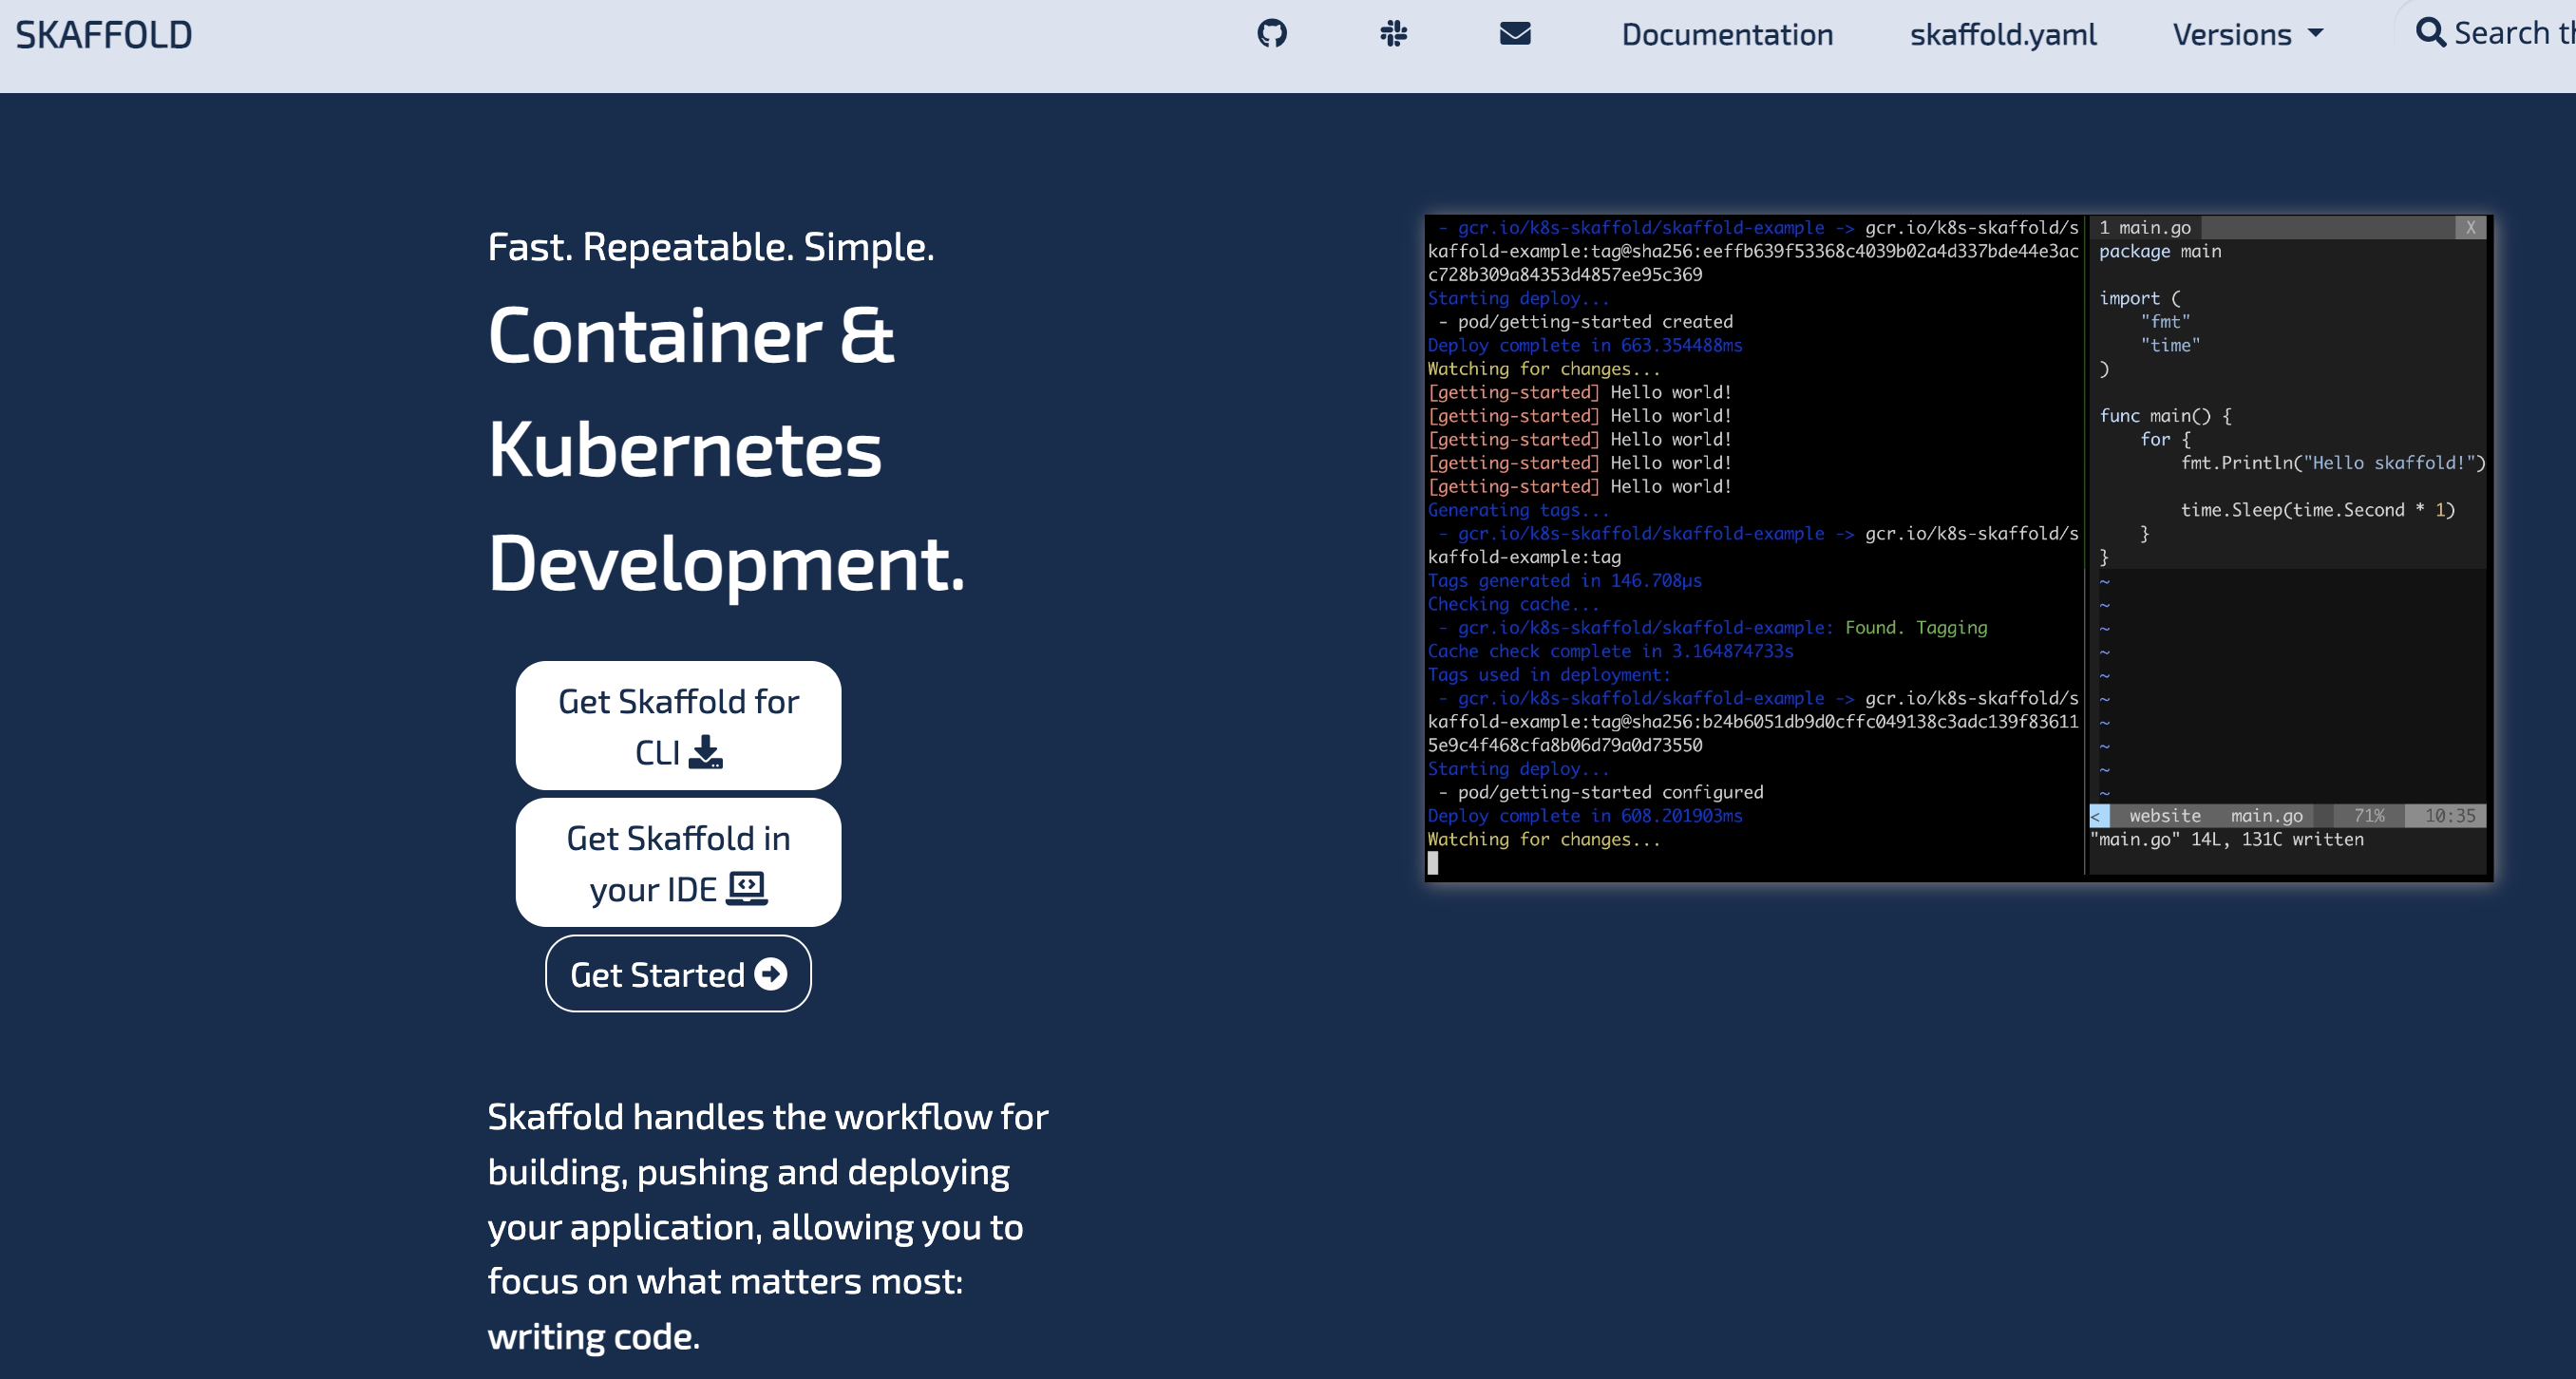 SKAFFOLD
Documentation
skaffold.yaml
Versions
Search th
Fast. Repeatable. Simple.
Container &
Kubernetes
Development.
Get Skaffold for
CLI
Get Skaffold in
your IDE
Get Started
Skaffold handles the workflow for
building, pushing and deploying
your application, allowing you to
focus on what matters most:
writing code.
- gcr.io/k8s-skaffold/skaffold-example -> gcr.io/k8s-skaffold/s
kaffold-example:tag@sha256:eeffb639f53368c4039b02a4d337bde44e3ac
c728b309a84353d4857ee95c369
Starting deploy...
- pod/getting-started created
Deploy complete in 663.354488ms
Watching for changes...
[getting-started] Hello world!
[getting-started] Hello world!
[getting-started] Hello world!
[getting-started] Hello world!
[getting-started] Hello world!
Generating tags...
- gcr.io/k8s-skaffold/skaffold-example -> gcr.io/k8s-skaffold/s
kaffold-example:tag
Tags generated in 146.708µs
Checking cache...
- gcr.io/k8s-skaffold/skaffold-example: Found. Tagging
Cache check complete in 3.164874733s
Tags used in deployment:
- gcr.io/k8s-skaffold/skaffold-example -> gcr.io/k8s-skaffold/s
kaffold-example:tag@sha256:b24b6051db9d0cffc049138c3adc139f83611
5e9c4f468cfa8b06d79a0d73550
Starting deploy...
- pod/getting-started configured
Deploy complete in 608.201903ms
Watching for changes...
1 main.go X
package main
import (
"fmt"
"time"
)
func main() {
for {
fmt.Println("Hello skaffold!")
time.Sleep(time.Second * 1)
}
}
~
~
~
~
~
~
~
~
~
~
< website main.go 71% 10:35
"main.go" 14L, 131C written